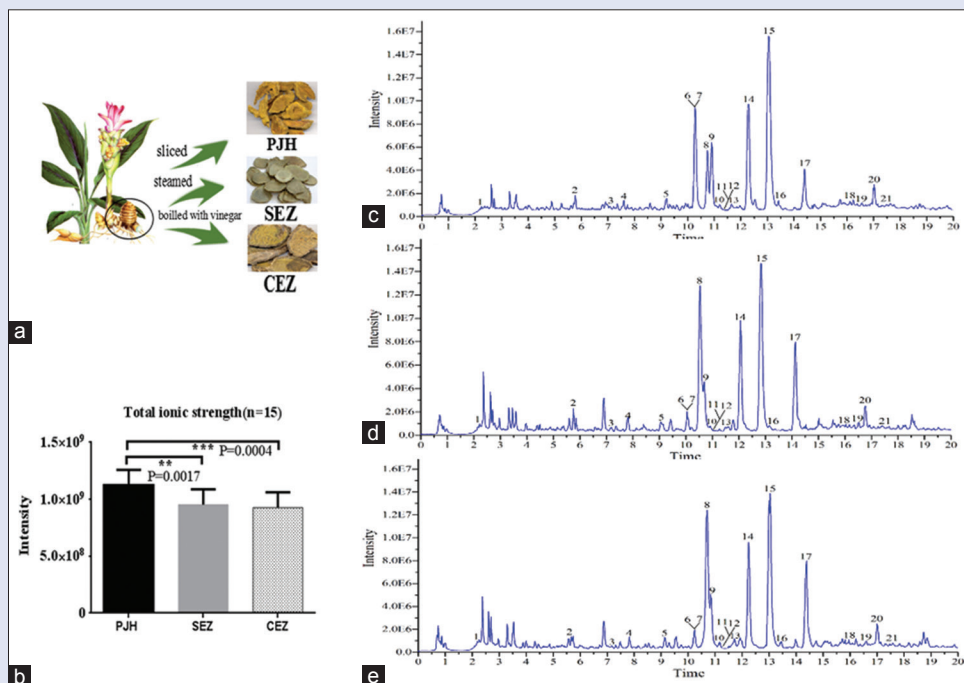 a
sliced
steamed
boilled with vinegar
PJH
SEZ
CEZ
b
Total ionic strength(n=15)
Intensity
1.5×10⁹
1.0×10⁹
5.0×10⁸
0
*** P=0.0004
** P=0.0017
PJH SEZ CEZ
c
Intensity
1.6E7
1.4E7
1.2E7
1.0E7
8.0E6
6.0E6
4.0E6
2.0E6
0.0
1 2 3 4 5 6 7 8 9 10 11 12 13 14 15 16 17 18 19 20 21
0 1 2 3 4 5 6 7 8 9 10 11 12 13 14 15 16 17 18 19 20
Time
d
Intensity
1.6E7
1.4E7
1.2E7
1.0E7
8.0E6
6.0E6
4.0E6
2.0E6
0.0
1 2 3 4 5 6 7 8 9 10 11 12 13 14 15 16 17 18 19 20 21
0 1 2 3 4 5 6 7 8 9 10 11 12 13 14 15 16 17 18 19 20
Time
e
Intensity
1.6E7
1.4E7
1.2E7
1.0E7
8.0E6
6.0E6
4.0E6
2.0E6
0.0
1 2 3 4 5 6 7 8 9 10 11 12 13 14 15 16 17 18 19 20 21
0 1 2 3 4 5 6 7 8 9 10 11 12 13 14 15 16 17 18 19 20
Time